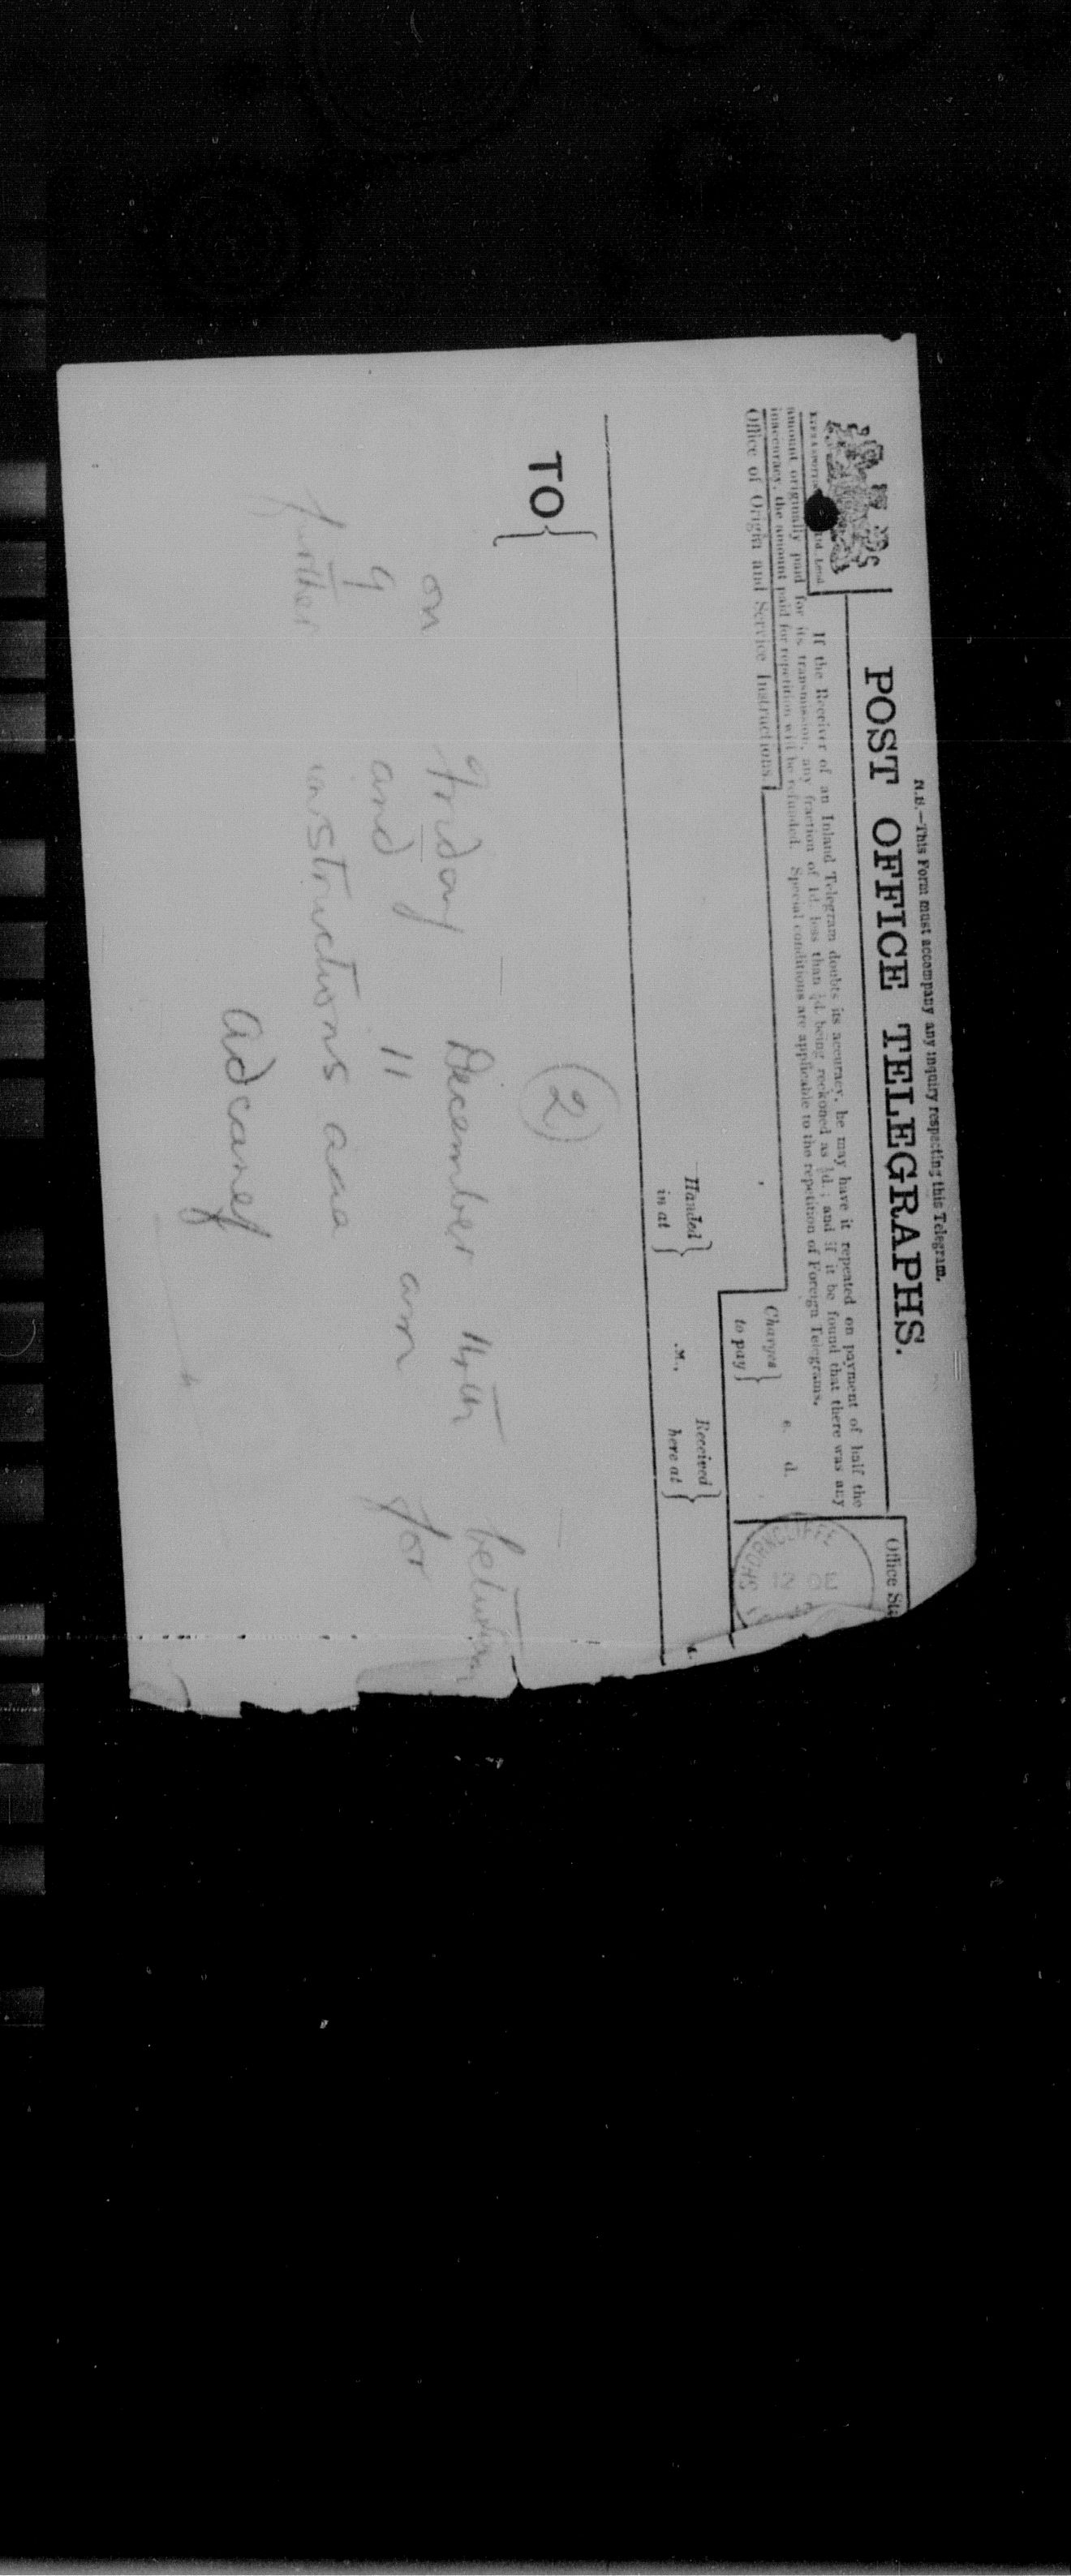 N.B.—This Form must accompany any inquiry respecting this Telegram.
POST OFFICE TELEGRAPHS.
If the Receiver of an Inland Telegram doubts its accuracy, he may have it repeated on payment of half the
amount originally paid for its transmission, any fraction of 1d. less than ½d. being reckoned as ½d.; and if it be found that there was any
inaccuracy, the amount paid for repetition will be refunded. Special conditions are applicable to the repetition of Foreign Telegrams.
Office of Origin and Service Instructions.
Charges to pay
s. d.
Office
SHORNCLIFFE
12 DE
Handed in at
.M.,
Received here at
TO
2
on Friday December 14th between
9 and 11 am for
further instructions aaa
adcanef